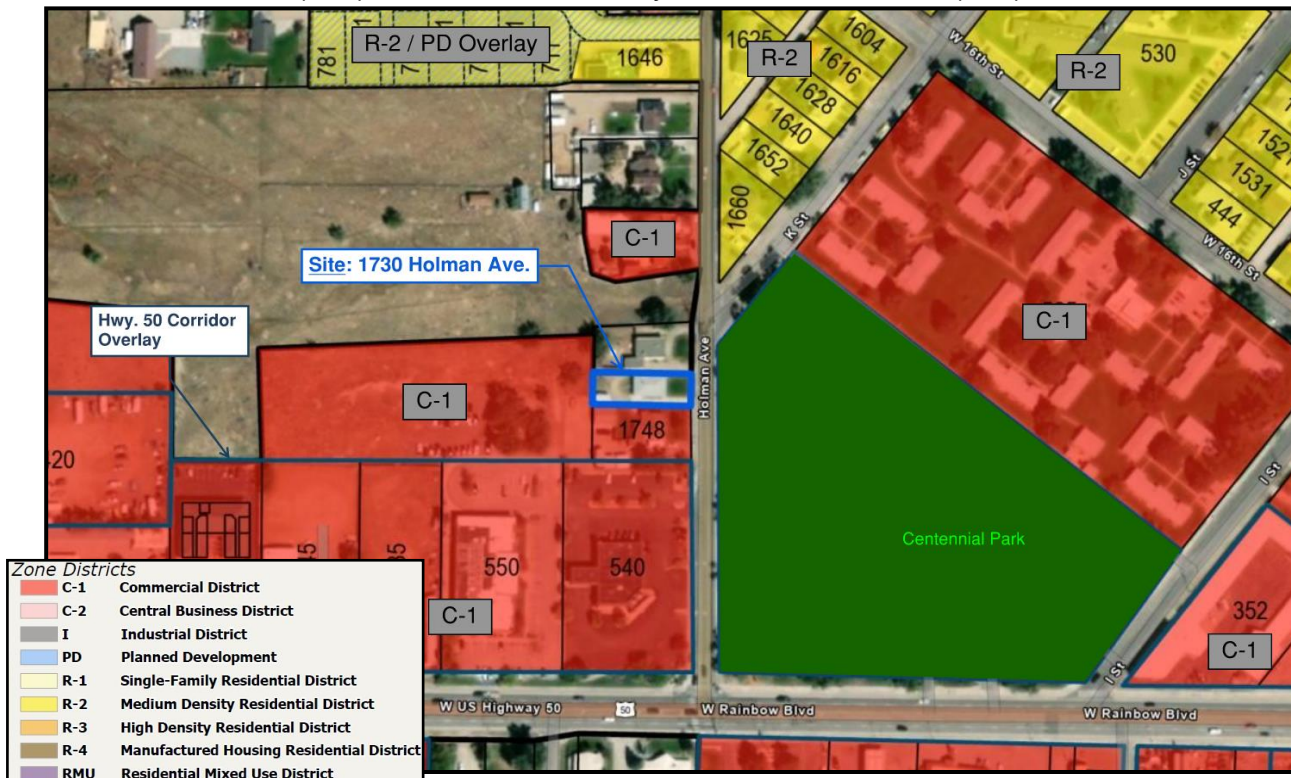 R-2 / PD Overlay
781
1646
1625
R-2
1604
1616
1628
1640
1652
1660
W 16th St
R-2
530
J St
1531
444
W 16th St
K St
C-1
Site: 1730 Holman Ave.
Hwy. 50 Corridor
Overlay
C-1
C-1
Holman Ave
1748
I St
Centennial Park
550
540
C-1
352
C-1
I St
W US Highway 50
50
W Rainbow Blvd
W Rainbow Blvd
Zone Districts
C-1 Commercial District
C-2 Central Business District
I Industrial District
PD Planned Development
R-1 Single-Family Residential District
R-2 Medium Density Residential District
R-3 High Density Residential District
R-4 Manufactured Housing Residential District
RMU Residential Mixed Use District